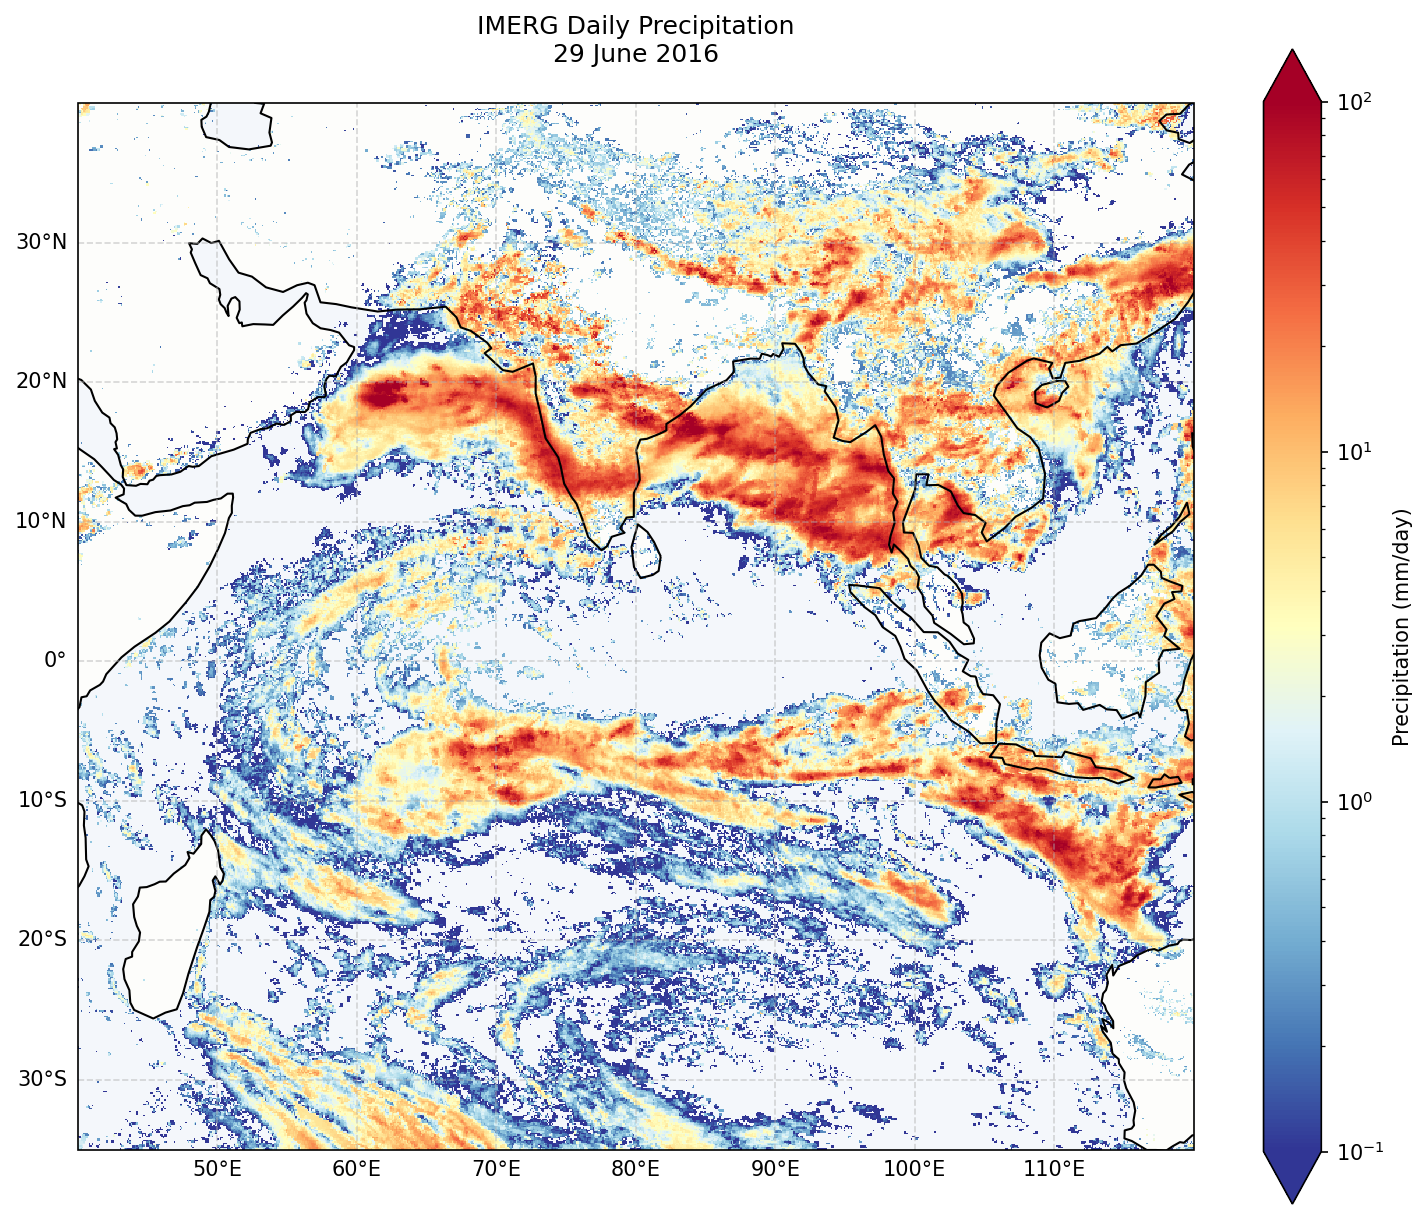 IMERG Daily Precipitation
29 June 2016
30°N
20°N
10°N
0°
10°S
20°S
30°S
50°E 60°E 70°E 80°E 90°E 100°E 110°E
10²
10¹
10⁰
10⁻¹
Precipitation (mm/day)